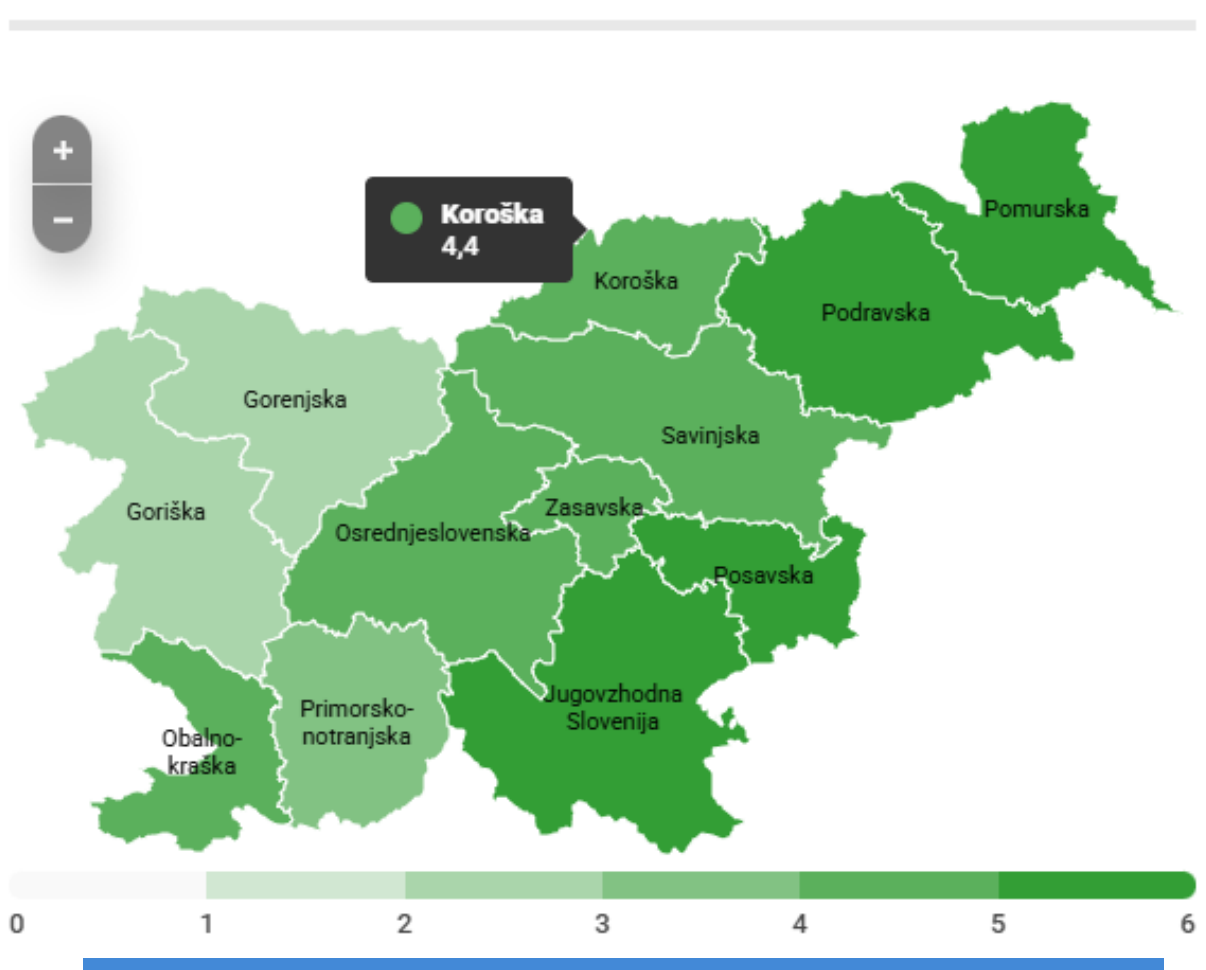 +
−
Koroška
4,4
Pomurska
Koroška
Podravska
Gorenjska
Savinjska
Goriška
Zasavska
Osrednjeslovenska
Posavska
Jugovzhodna
Slovenija
Primorsko-
notranjska
Obalno-
kraška
0 1 2 3 4 5 6